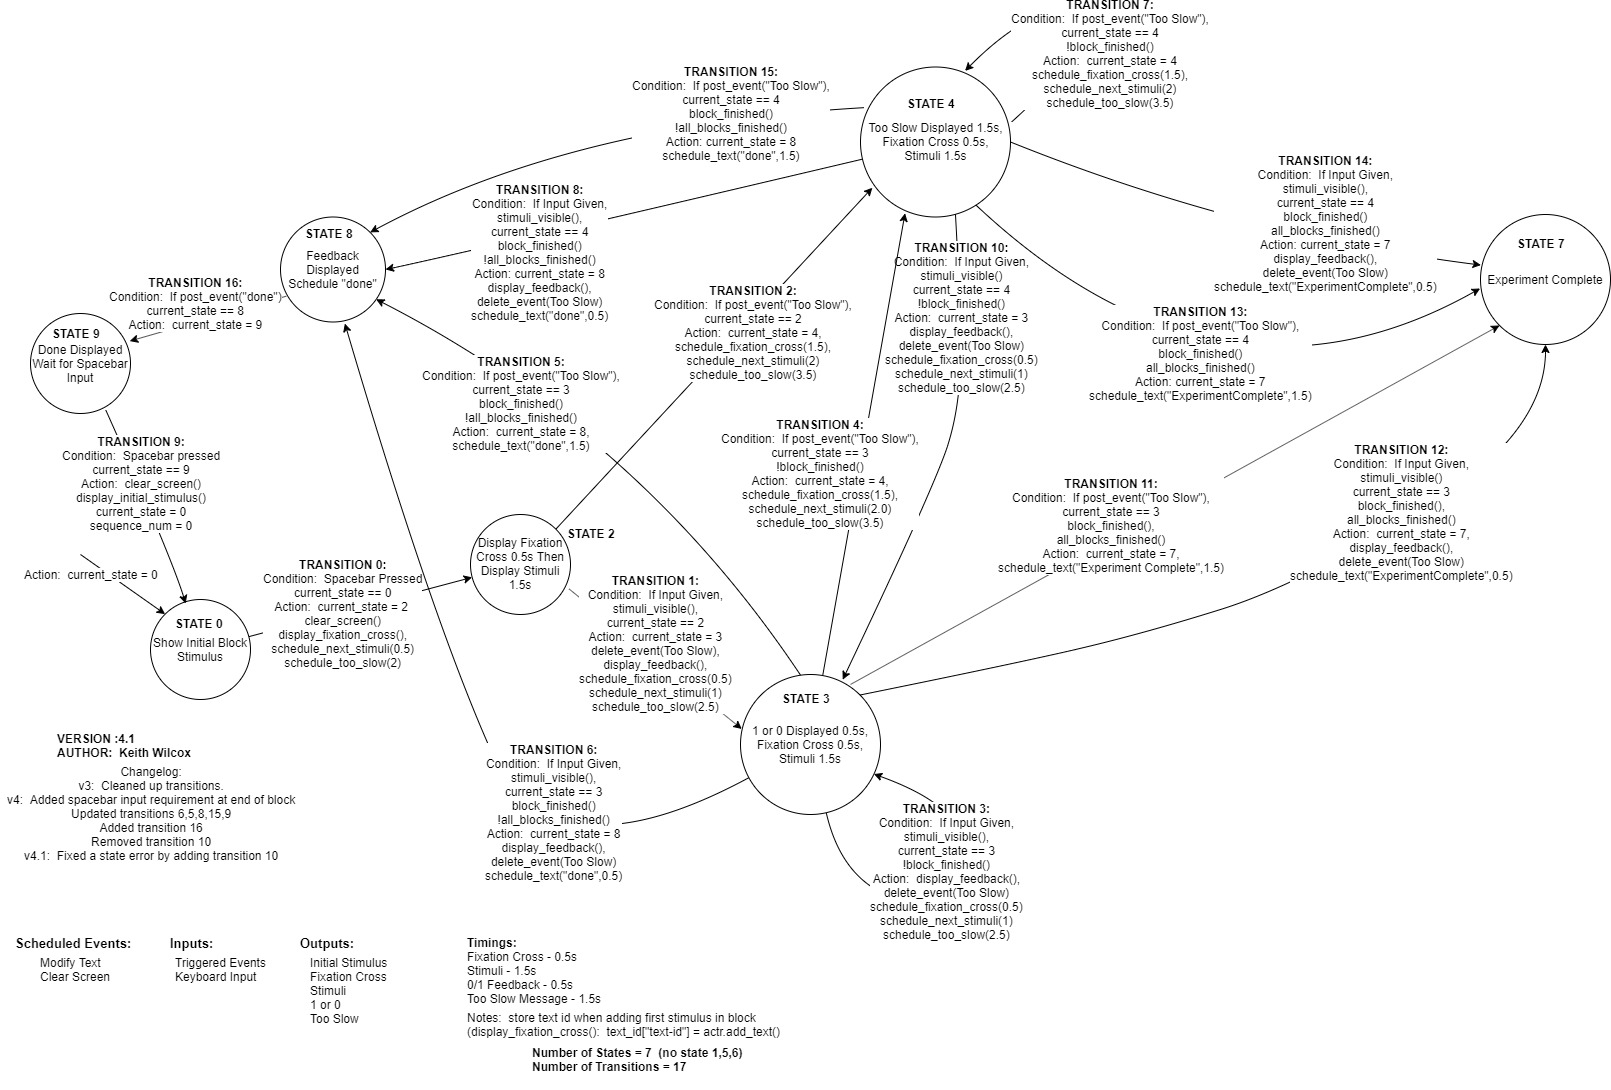 TRANSITION 7:
Condition:  If post_event("Too Slow"),
current_state == 4
!block_finished()
Action:  current_state = 4
schedule_fixation_cross(1.5),
schedule_next_stimuli(2)
schedule_too_slow(3.5)
TRANSITION 15:
Condition:  If post_event("Too Slow"),
current_state == 4
block_finished()
!all_blocks_finished()
Action: current_state = 8
schedule_text("done",1.5)
STATE 4
Too Slow Displayed 1.5s,
Fixation Cross 0.5s,
Stimuli 1.5s
TRANSITION 14:
Condition:  If Input Given,
stimuli_visible(),
current_state == 4
block_finished()
all_blocks_finished()
Action: current_state = 7
display_feedback(),
delete_event(Too Slow)
schedule_text("ExperimentComplete",0.5)
TRANSITION 8:
Condition:  If Input Given,
stimuli_visible(),
current_state == 4
block_finished()
!all_blocks_finished()
Action: current_state = 8
display_feedback(),
delete_event(Too Slow)
schedule_text("done",0.5)
STATE 8
Feedback
Displayed
Schedule "done"
STATE 7
Experiment Complete
TRANSITION 10:
Condition:  If Input Given,
stimuli_visible()
current_state == 4
!block_finished()
Action:  current_state = 3
display_feedback(),
delete_event(Too Slow)
schedule_fixation_cross(0.5)
schedule_next_stimuli(1)
schedule_too_slow(2.5)
TRANSITION 16:
Condition:  If post_event("done")
current_state == 8
Action:  current_state = 9
TRANSITION 2:
Condition:  If post_event("Too Slow"),
current_state == 2
Action:  current_state = 4,
schedule_fixation_cross(1.5),
schedule_next_stimuli(2)
schedule_too_slow(3.5)
TRANSITION 13:
Condition:  If post_event("Too Slow"),
current_state == 4
block_finished()
all_blocks_finished()
Action: current_state = 7
schedule_text("ExperimentComplete",1.5)
STATE 9
Done Displayed
Wait for Spacebar
Input
TRANSITION 5:
Condition:  If post_event("Too Slow"),
current_state == 3
block_finished()
!all_blocks_finished()
Action:  current_state = 8,
schedule_text("done",1.5)
TRANSITION 4:
Condition:  If post_event("Too Slow"),
current_state == 3
!block_finished()
Action:  current_state = 4,
schedule_fixation_cross(1.5),
schedule_next_stimuli(2.0)
schedule_too_slow(3.5)
TRANSITION 9:
Condition:  Spacebar pressed
current_state == 9
Action:  clear_screen()
display_initial_stimulus()
current_state = 0
sequence_num = 0
TRANSITION 12:
Condition:  If Input Given,
stimuli_visible()
current_state == 3
block_finished(),
all_blocks_finished()
Action:  current_state = 7,
display_feedback(),
delete_event(Too Slow)
schedule_text("ExperimentComplete",0.5)
TRANSITION 11:
Condition:  If post_event("Too Slow"),
current_state == 3
block_finished(),
all_blocks_finished()
Action:  current_state = 7,
schedule_text("Experiment Complete",1.5)
STATE 2
Display Fixation
Cross 0.5s Then
Display Stimuli
1.5s
Action:  current_state = 0
TRANSITION 0:
Condition:  Spacebar Pressed
current_state == 0
Action:  current_state = 2
clear_screen()
display_fixation_cross(),
schedule_next_stimuli(0.5)
schedule_too_slow(2)
TRANSITION 1:
Condition:  If Input Given,
stimuli_visible(),
current_state == 2
Action:  current_state = 3
delete_event(Too Slow),
display_feedback(),
schedule_fixation_cross(0.5)
schedule_next_stimuli(1)
schedule_too_slow(2.5)
STATE 0
Show Initial Block
Stimulus
STATE 3
1 or 0 Displayed 0.5s,
Fixation Cross 0.5s,
Stimuli 1.5s
VERSION :4.1
AUTHOR:  Keith Wilcox
Changelog:
v3:  Cleaned up transitions.
v4:  Added spacebar input requirement at end of block
Updated transitions 6,5,8,15,9
Added transition 16
Removed transition 10
v4.1:  Fixed a state error by adding transition 10
TRANSITION 6:
Condition:  If Input Given,
stimuli_visible(),
current_state == 3
block_finished()
!all_blocks_finished()
Action:  current_state = 8
display_feedback(),
delete_event(Too Slow)
schedule_text("done",0.5)
TRANSITION 3:
Condition:  If Input Given,
stimuli_visible(),
current_state == 3
!block_finished()
Action:  display_feedback(),
delete_event(Too Slow)
schedule_fixation_cross(0.5)
schedule_next_stimuli(1)
schedule_too_slow(2.5)
Scheduled Events:
Modify Text
Clear Screen
Inputs:
Triggered Events
Keyboard Input
Outputs:
Initial Stimulus
Fixation Cross
Stimuli
1 or 0
Too Slow
Timings:
Fixation Cross - 0.5s
Stimuli - 1.5s
0/1 Feedback - 0.5s
Too Slow Message - 1.5s
Notes:  store text id when adding first stimulus in block
(display_fixation_cross():  text_id["text-id"] = actr.add_text()
Number of States = 7  (no state 1,5,6)
Number of Transitions = 17